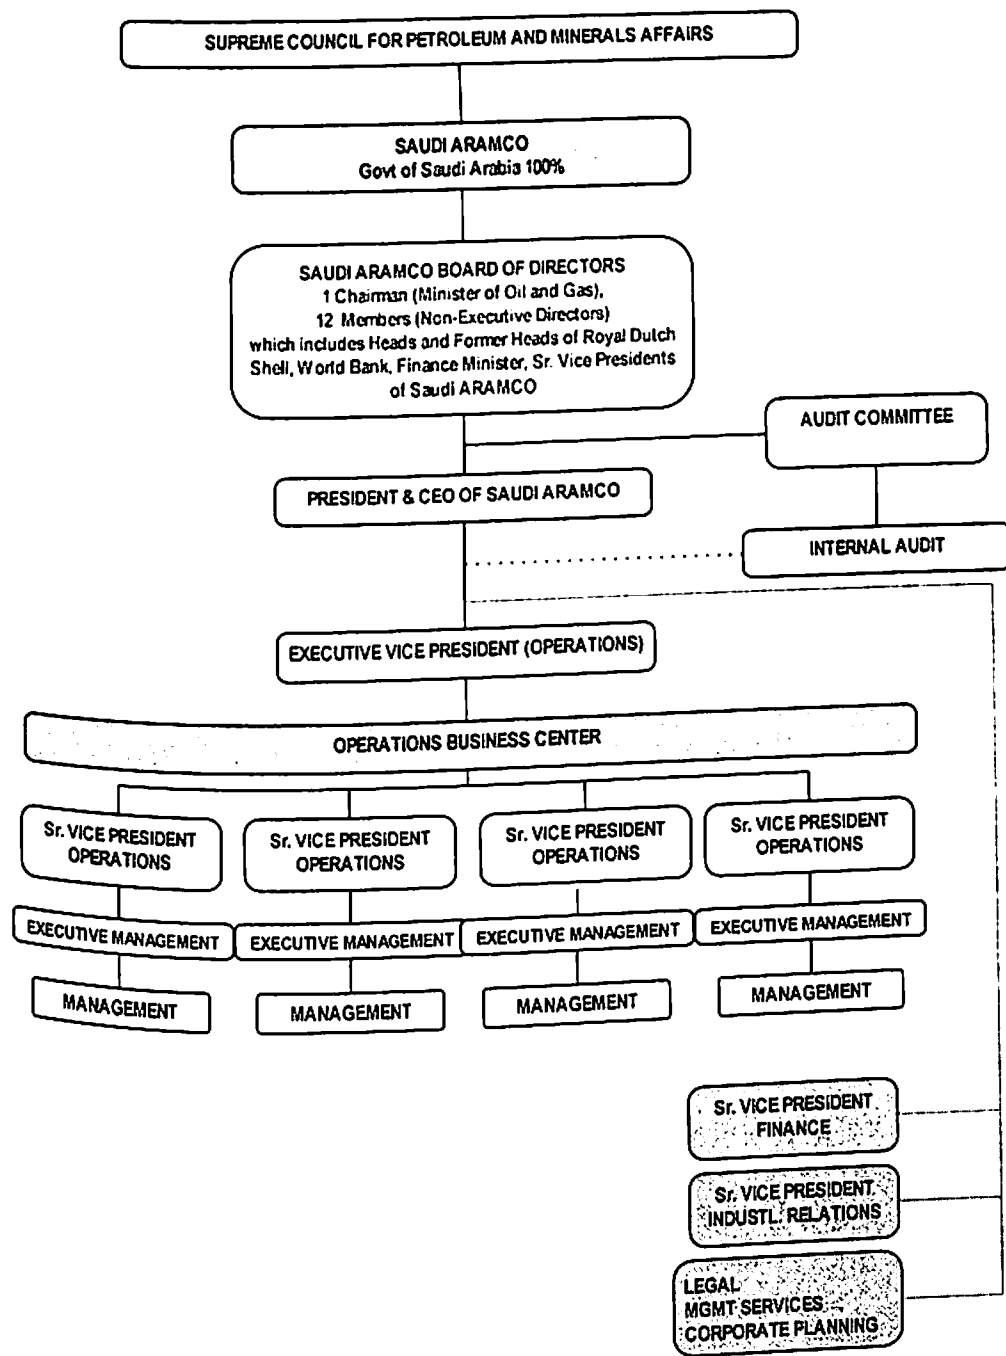 SUPREME COUNCIL FOR PETROLEUM AND MINERALS AFFAIRS
SAUDI ARAMCO
Govt of Saudi Arabia 100%
SAUDI ARAMCO BOARD OF DIRECTORS
1 Chairman (Minister of Oil and Gas),
12 Members (Non-Executive Directors)
which includes Heads and Former Heads of Royal Dutch
Shell, World Bank, Finance Minister, Sr. Vice Presidents
of Saudi ARAMCO
AUDIT COMMITTEE
PRESIDENT & CEO OF SAUDI ARAMCO
INTERNAL AUDIT
EXECUTIVE VICE PRESIDENT (OPERATIONS)
OPERATIONS BUSINESS CENTER
Sr. VICE PRESIDENT
OPERATIONS
Sr. VICE PRESIDENT
OPERATIONS
Sr. VICE PRESIDENT
OPERATIONS
Sr. VICE PRESIDENT
OPERATIONS
EXECUTIVE MANAGEMENT
EXECUTIVE MANAGEMENT
EXECUTIVE MANAGEMENT
EXECUTIVE MANAGEMENT
MANAGEMENT
MANAGEMENT
MANAGEMENT
MANAGEMENT
Sr. VICE PRESIDENT
FINANCE
Sr. VICE PRESIDENT
INDUSTL. RELATIONS
LEGAL
MGMT SERVICES
CORPORATE PLANNING